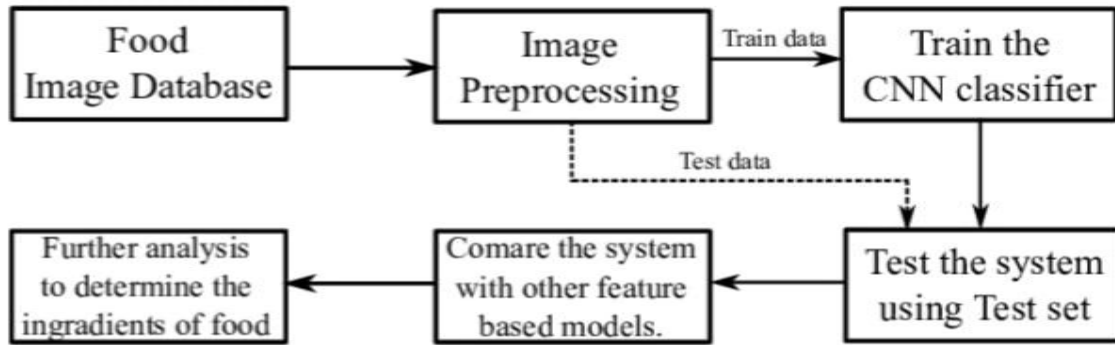 Food
Image Database
Image
Preprocessing
Train data
Train the
CNN classifier
Test data
Further analysis
to determine the
ingradients of food
Comare the system
with other feature
based models.
Test the system
using Test set